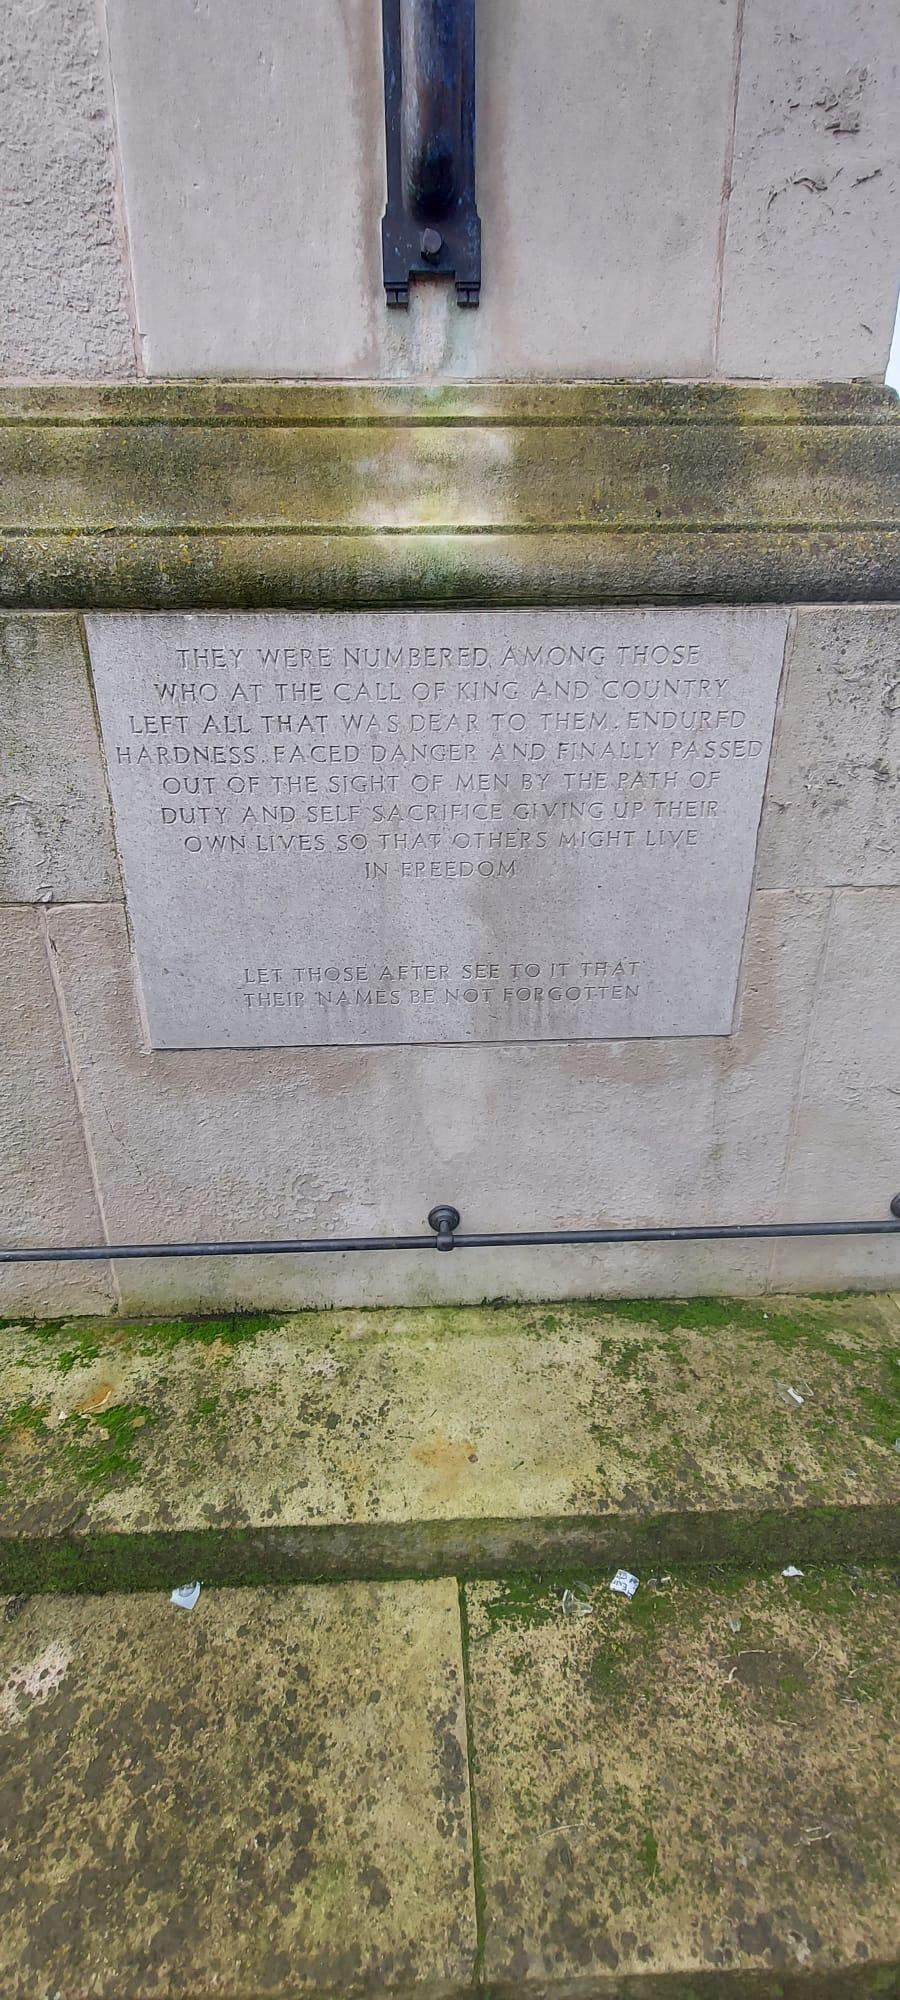 THEY WERE NUMBERED AMONG THOSE
WHO AT THE CALL OF KING AND COUNTRY
LEFT ALL THAT WAS DEAR TO THEM. ENDURED
HARDNESS. FACED DANGER AND FINALLY PASSED
OUT OF THE SIGHT OF MEN BY THE PATH OF
DUTY AND SELF SACRIFICE GIVING UP THEIR
OWN LIVES SO THAT OTHERS MIGHT LIVE
IN FREEDOM
LET THOSE AFTER SEE TO IT THAT
THEIR NAMES BE NOT FORGOTTEN